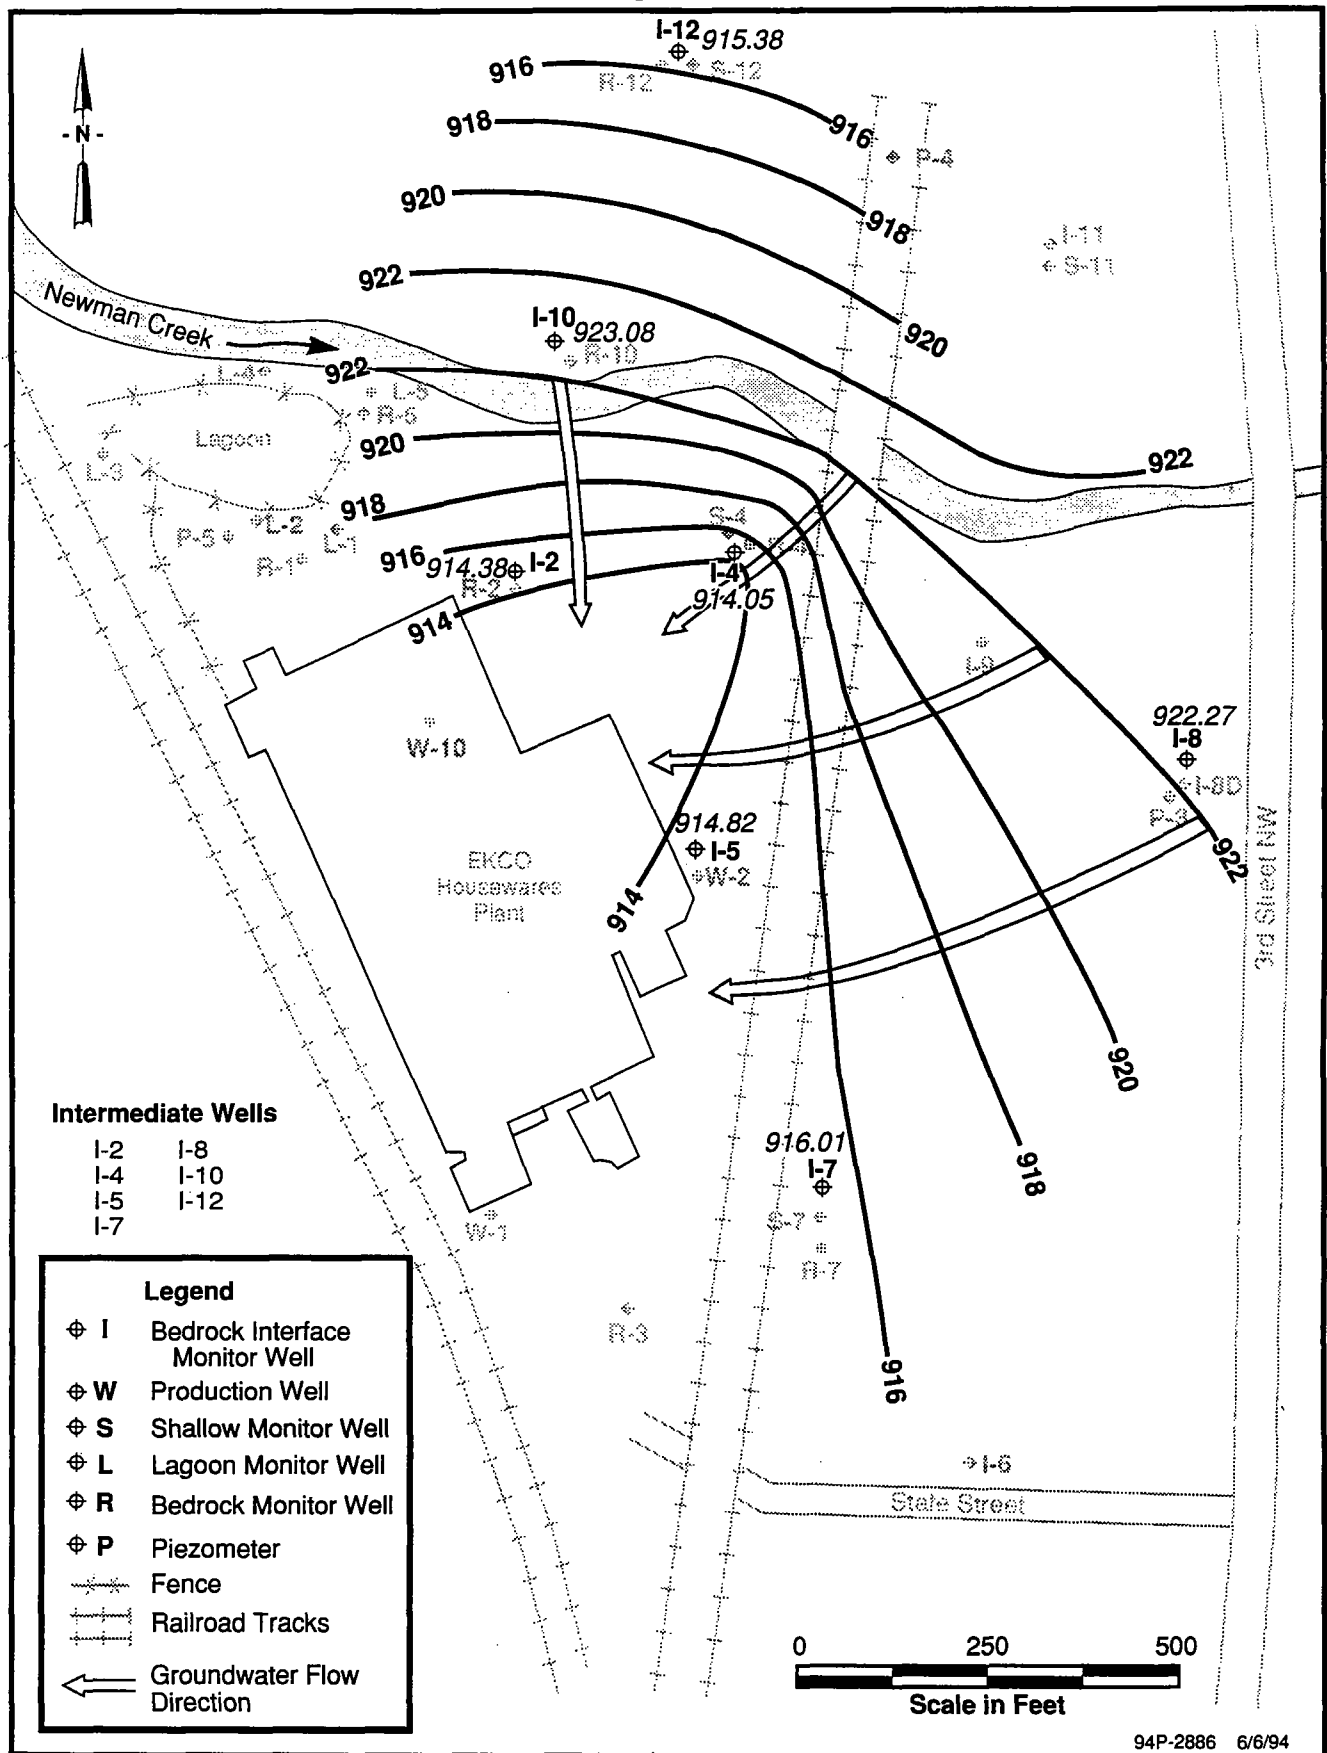 I-12 915.38
916
R-12
S-12
918
916
- N -
P-4
920
918
I-11
S-11
922
Newman Creek
I-10 923.08
R-10
920
922
L-4
L-5
R-6
Lagoon
920
922
L-3
918
S-4
L-2
P-5
L-1
R-1
916
914.38
I-2
R-2
I-4
914.05
914
I-9
922.27
I-8
W-10
I-8D
P-3
914.82
I-5
W-2
922
EKCO
Housewares
Plant
914
3rd Street NW
920
Intermediate Wells
I-2 I-8
I-4 I-10
I-5 I-12
I-7
916.01
I-7
918
S-7
W-1
R-7
R-3
916
Legend
I Bedrock Interface
Monitor Well
W Production Well
S Shallow Monitor Well
L Lagoon Monitor Well
R Bedrock Monitor Well
P Piezometer
Fence
Railroad Tracks
Groundwater Flow
Direction
I-6
State Street
0 250 500
Scale in Feet
94P-2886 6/6/94